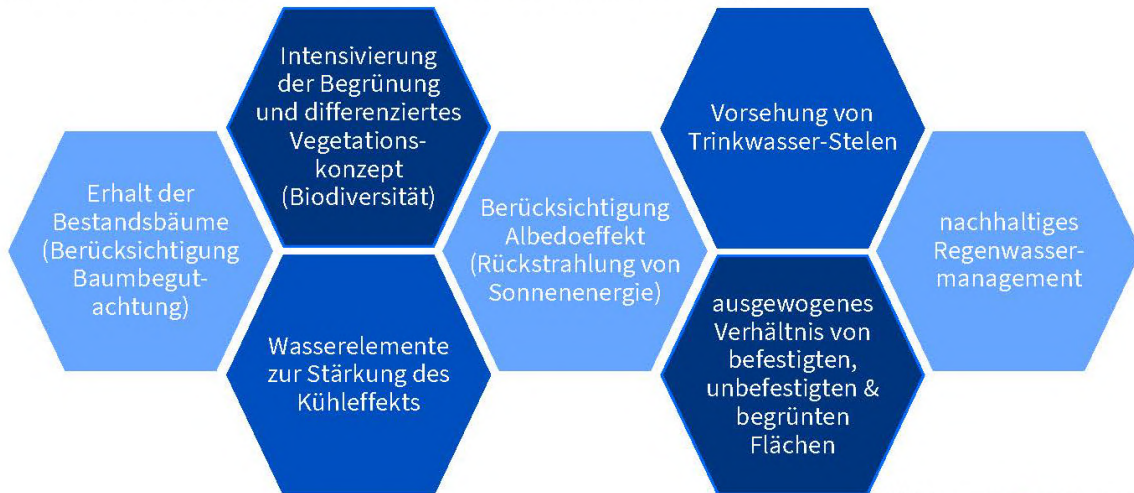 Erhalt der
Bestandsbäume
(Berücksichtigung
Baumbegut-
achtung)
Intensivierung
der Begrünung
und differenziertes
Vegetations-
konzept
(Biodiversität)
Wasserelemente
zur Stärkung des
Kühleffekts
Berücksichtigung
Albedoeffekt
(Rückstrahlung von
Sonnenenergie)
Vorsehung von
Trinkwasser-Stelen
ausgewogenes
Verhältnis von
befestigten,
unbefestigten &
begrünten
Flächen
nachhaltiges
Regenwasser-
management